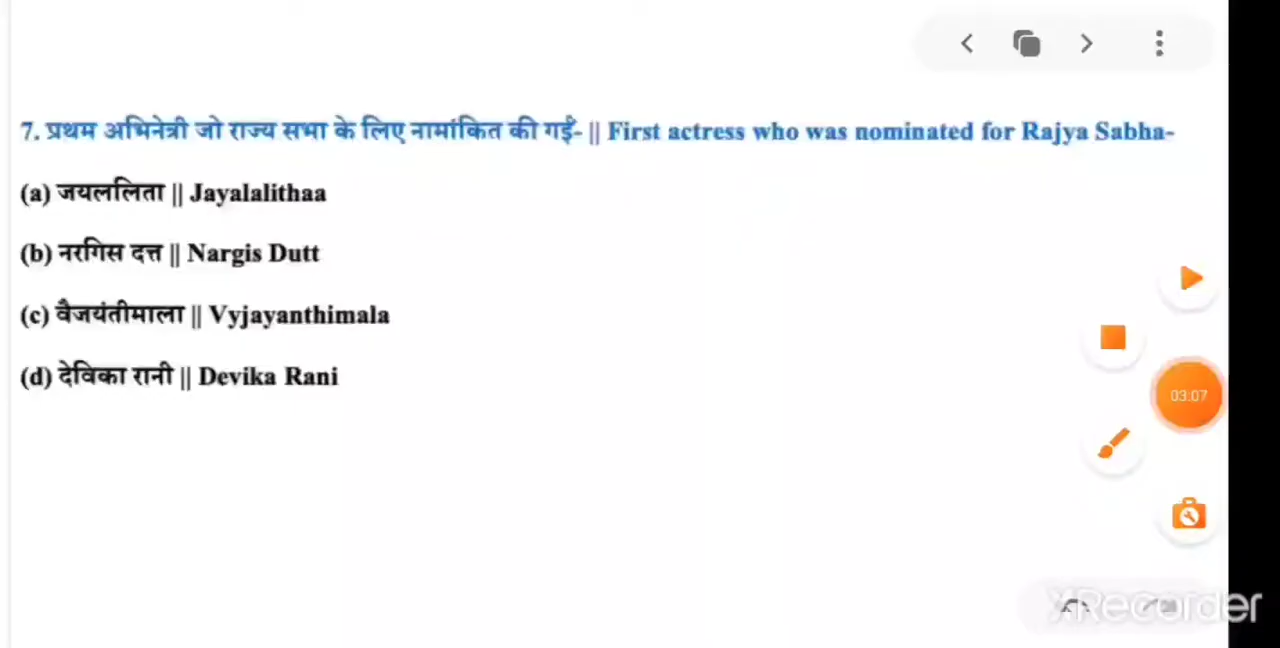 7. प्रथम अभिनेत्री जो राज्य सभा के लिए नामांकित की गईं- || First actress who was nominated for Rajya Sabha-
(a) जयललिता || Jayalalithaa
(b) नरगिस दत्त || Nargis Dutt
(c) वैजयंतीमाला || Vyjayanthimala
(d) देविका रानी || Devika Rani
03:07
XRecorder